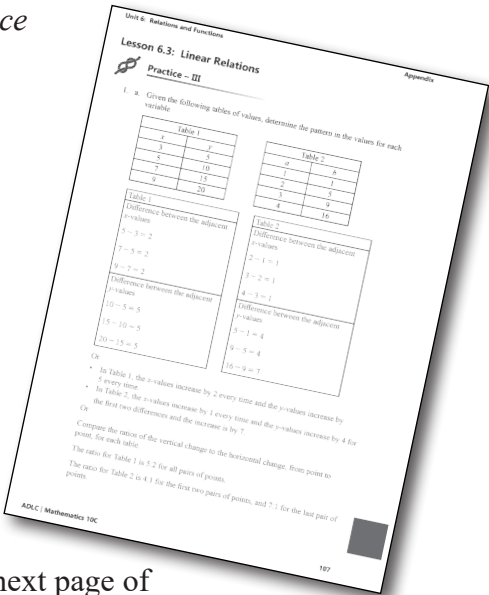 ce
Unit 6: Relations and Functions
Appendix
Lesson 6.3: Linear Relations
Practice – III
1. a. Given the following tables of values, determine the pattern in the values for each
variable.
Table 1
x y
3 5
5 10
7 15
9 20
Table 2
a b
1 1
2 5
3 9
4 16
Table 1
Difference between the adjacent
x-values
5 − 3 = 2
7 − 5 = 2
9 − 7 = 2
Difference between the adjacent
y-values
10 − 5 = 5
15 − 10 = 5
20 − 15 = 5
Table 2
Difference between the adjacent
x-values
2 − 1 = 1
3 − 2 = 1
4 − 3 = 1
Difference between the adjacent
y-values
5 − 1 = 4
9 − 5 = 4
16 − 9 = 7
Or
• In Table 1, the x-values increase by 2 every time and the y-values increase by
5 every time.
• In Table 2, the x-values increase by 1 every time and the y-values increase by 4 for
the first two differences and the increase is by 7.
Or
Compare the ratios of the vertical change to the horizontal change, from point to
point, for each table.
The ratio for Table 1 is 5:2 for all pairs of points.
The ratio for Table 2 is 4:1 for the first two pairs of points, and 7:1 for the last pair of
points.
ADLC | Mathematics 10C
197
next page of